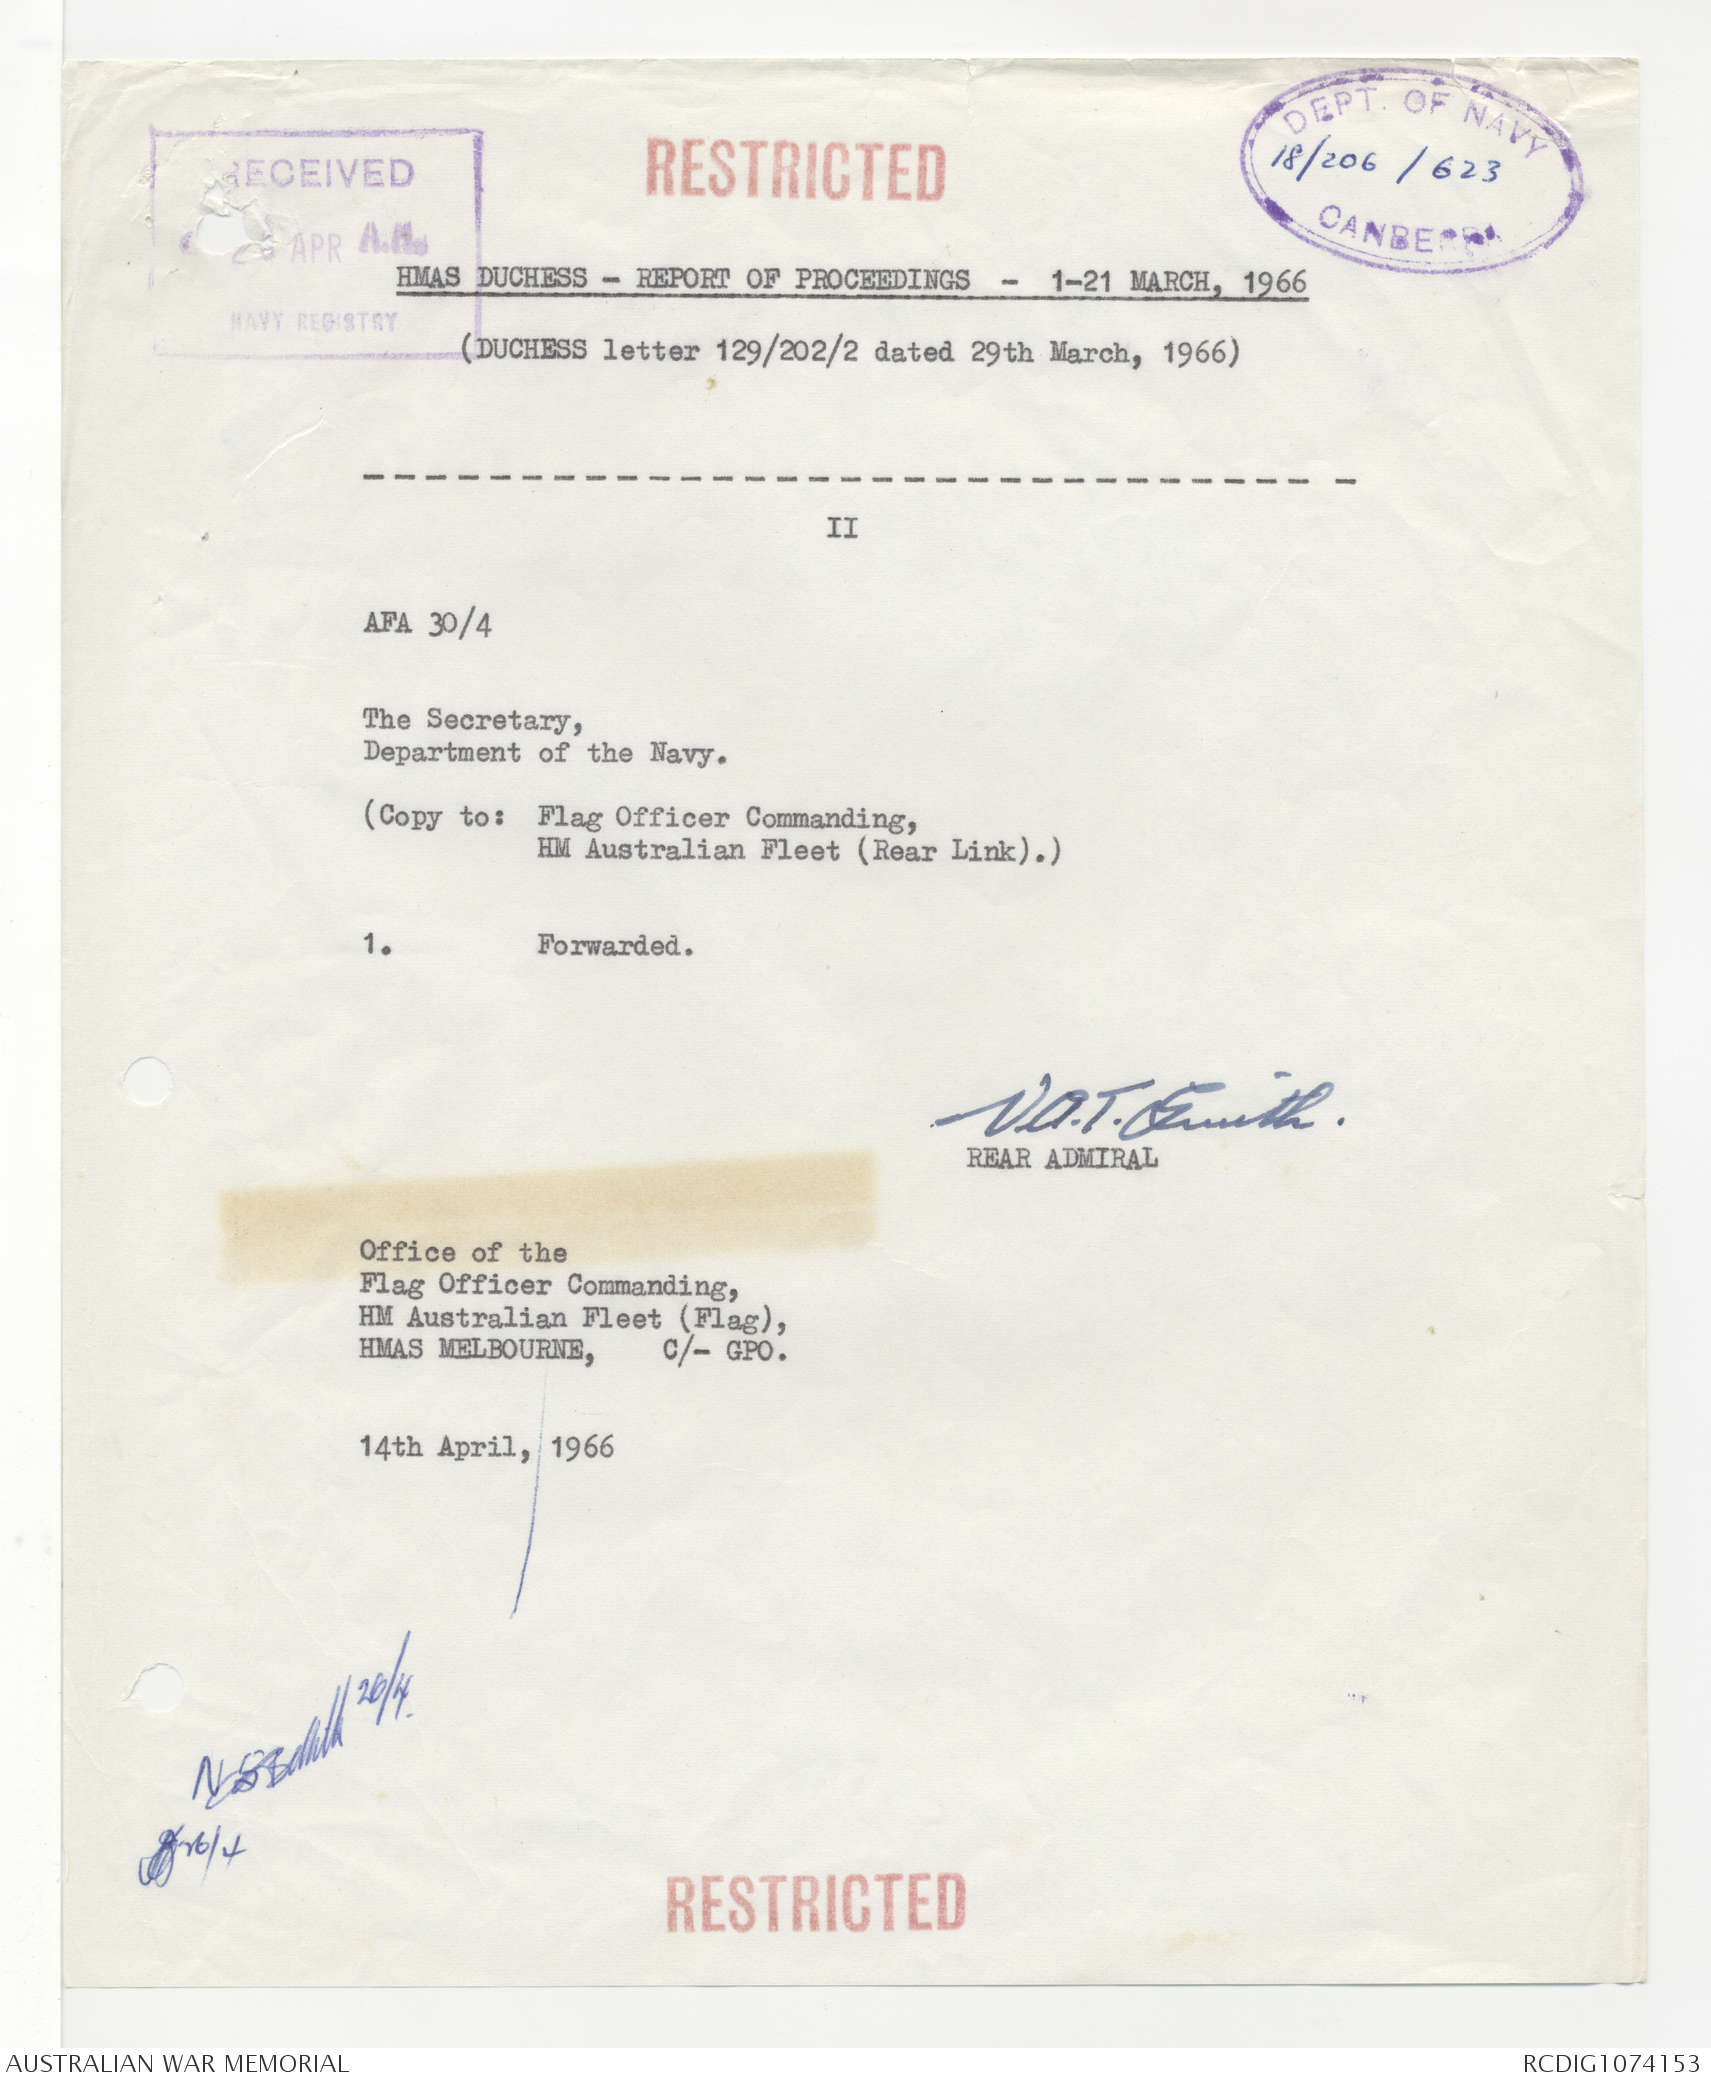 RECEIVED
APR A.M.
NAVY REGISTRY
RESTRICTED
DEPT. OF NAVY
18/206 / 623
CANBERRA
HMAS DUCHESS - REPORT OF PROCEEDINGS - 1-21 MARCH, 1966
(DUCHESS letter 129/202/2 dated 29th March, 1966)
II
AFA 30/4
The Secretary,
Department of the Navy.
(Copy to: Flag Officer Commanding,
HM Australian Fleet (Rear Link).)
1. Forwarded.
V.A.T. Smith.
REAR ADMIRAL
Office of the
Flag Officer Commanding,
HM Australian Fleet (Flag),
HMAS MELBOURNE, C/- GPO.
14th April, 1966
26/4.
26/4
RESTRICTED
AUSTRALIAN WAR MEMORIAL
RCDIG1074153